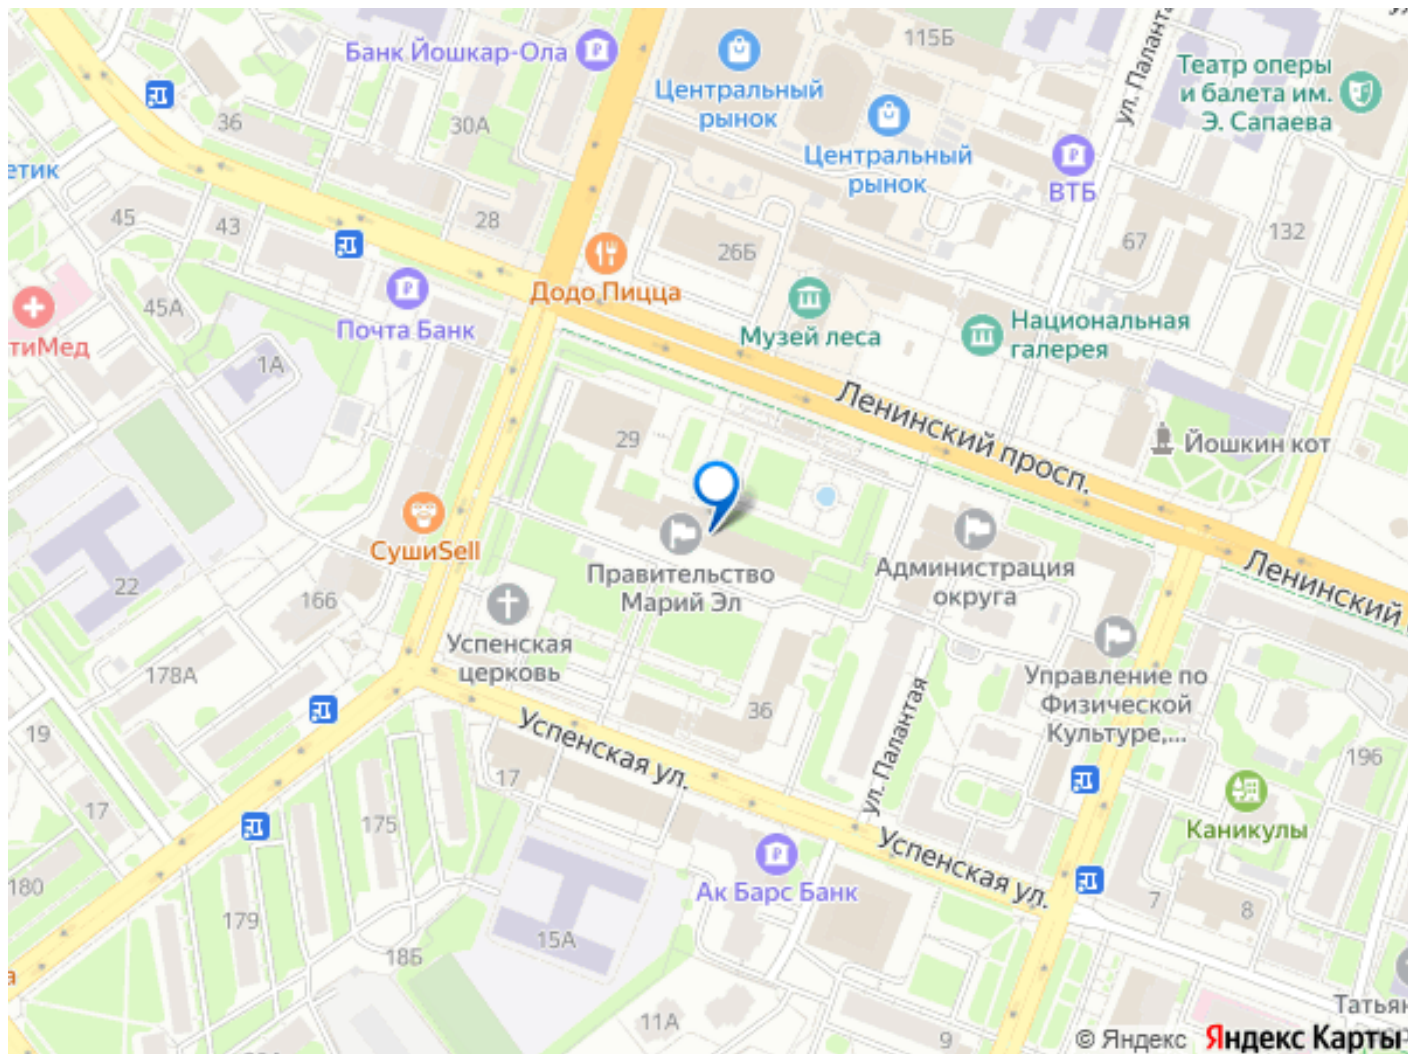 Банк Йошкар-Ола
115Б
ул. Паланта
Театр оперы
и балета им.
Э. Сапаева
Центральный
рынок
36
30А
Центральный
рынок
ВТБ
етик
45
43
28
26Б
67
132
45А
Додо Пицца
Почта Банк
Музей леса
Национальная
галерея
тиМед
1А
Ленинский просп.
29
Йошкин кот
СушиSell
Правительство
Марий Эл
Администрация
округа
Ленинский
22
166
Успенская
церковь
178А
Управление по
Физической
Культуре,...
ул. Палантая
36
19
Успенская ул.
196
17
17
175
Каникулы
Успенская ул.
Ак Барс Банк
180
179
7
8
15А
18Б
а
11А
9
Татьян
© Яндекс
Яндекс Карты